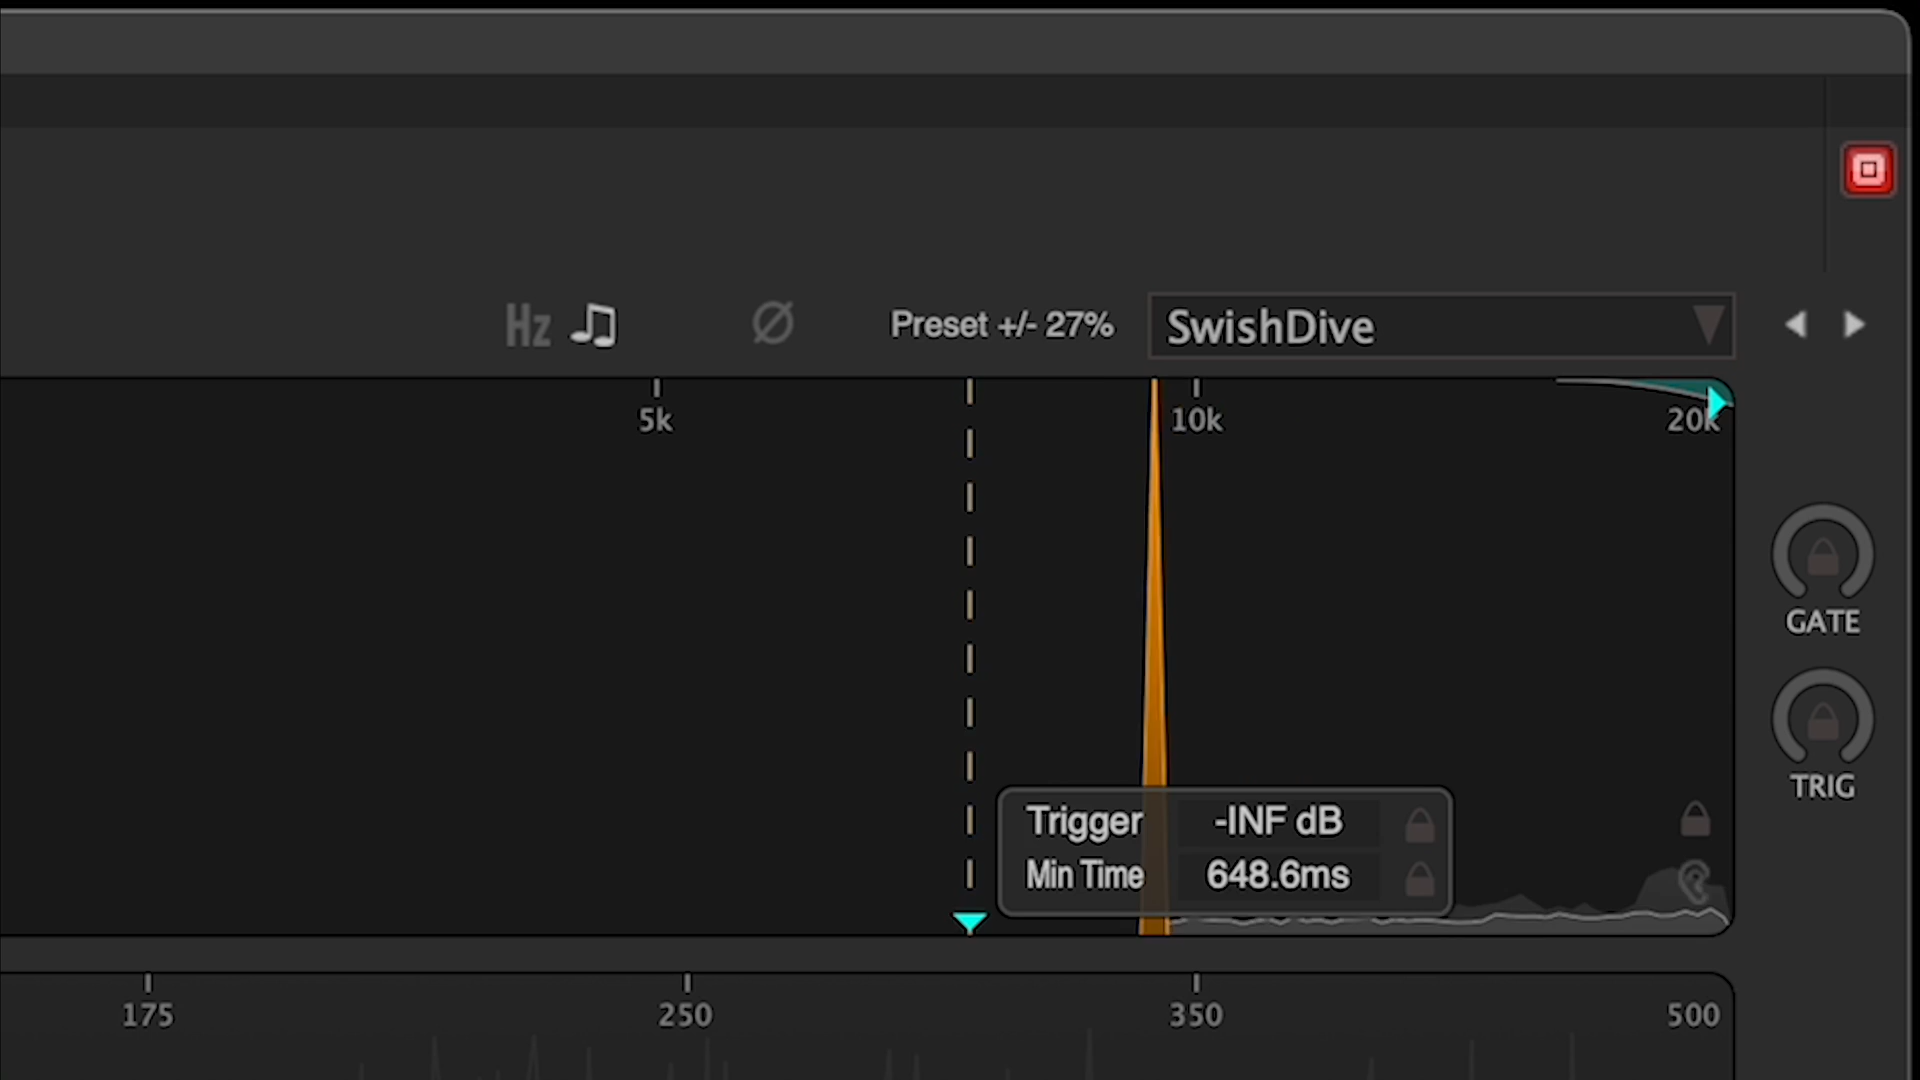 Hz
Ø
Preset +/- 27%
SwishDive
5k
10k
20k
GATE
TRIG
Trigger -INF dB
Min Time 648.6ms
175
250
350
500